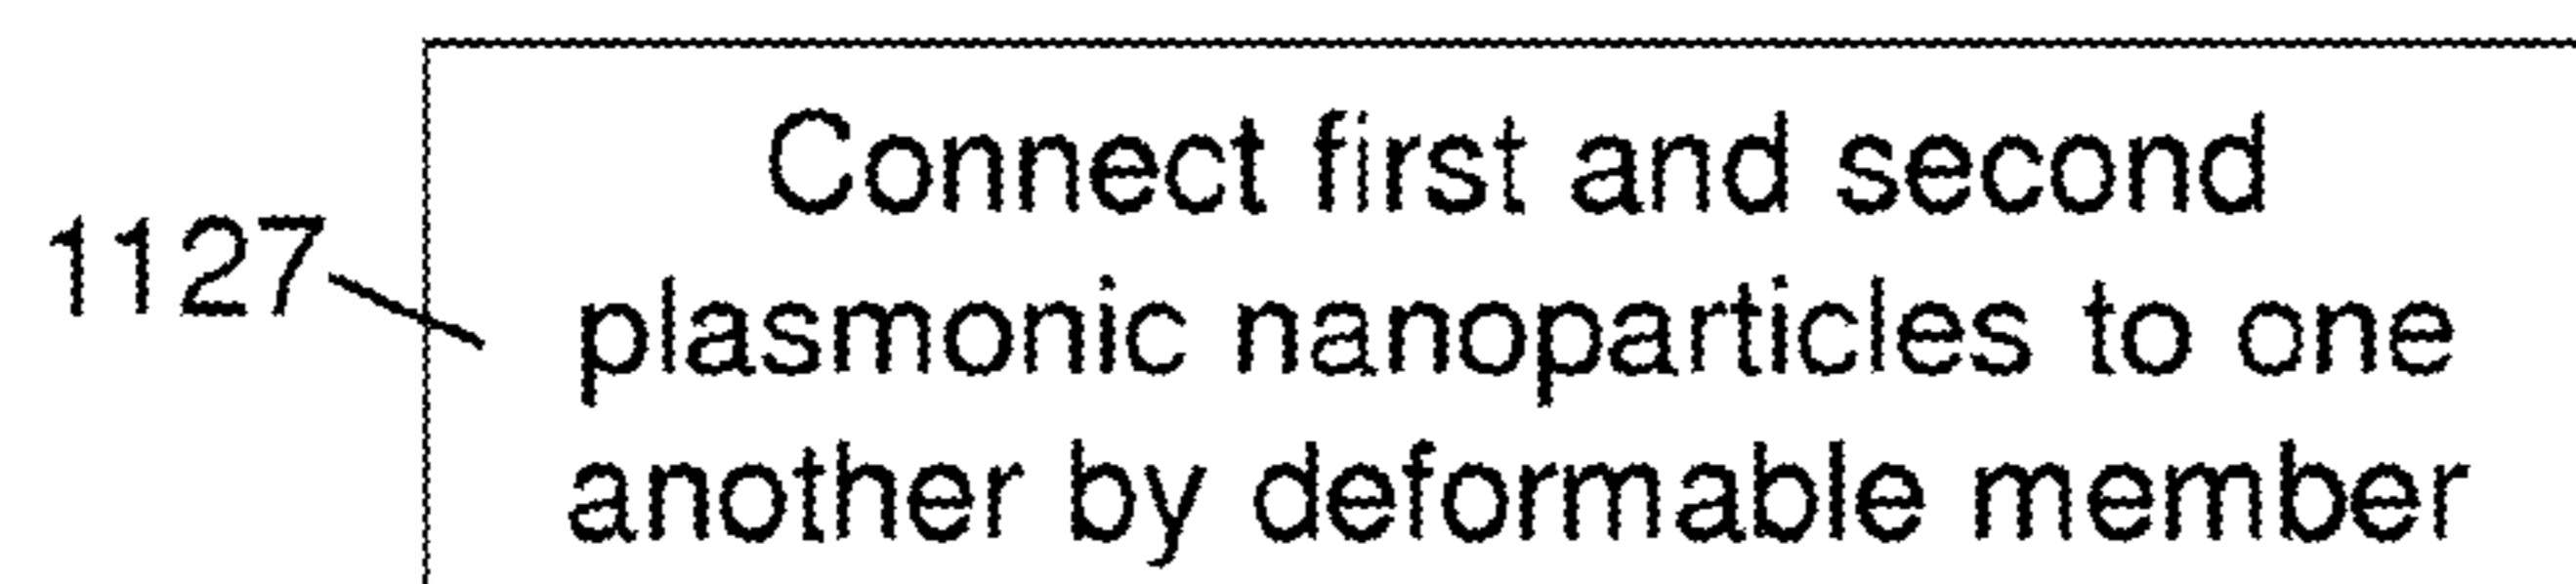 Connect first and second
1127
plasmonic nanoparticles to one
another by deformable member